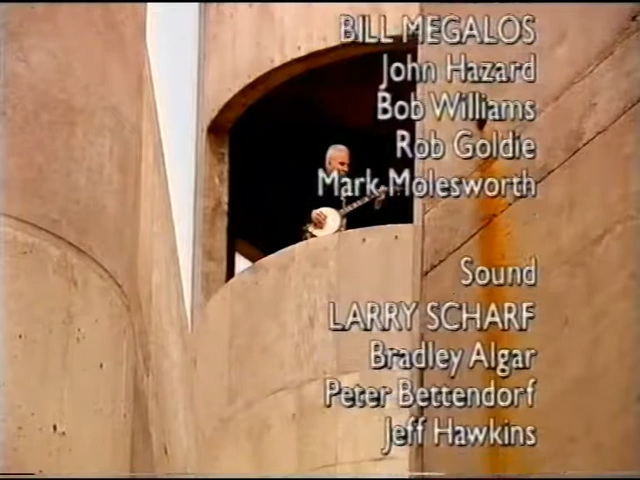 BILL MEGALOS
John Hazard
Bob Williams
Rob Goldie
Mark Molesworth
Sound
LARRY SCHARF
Bradley Algar
Peter Bettendorf
Jeff Hawkins